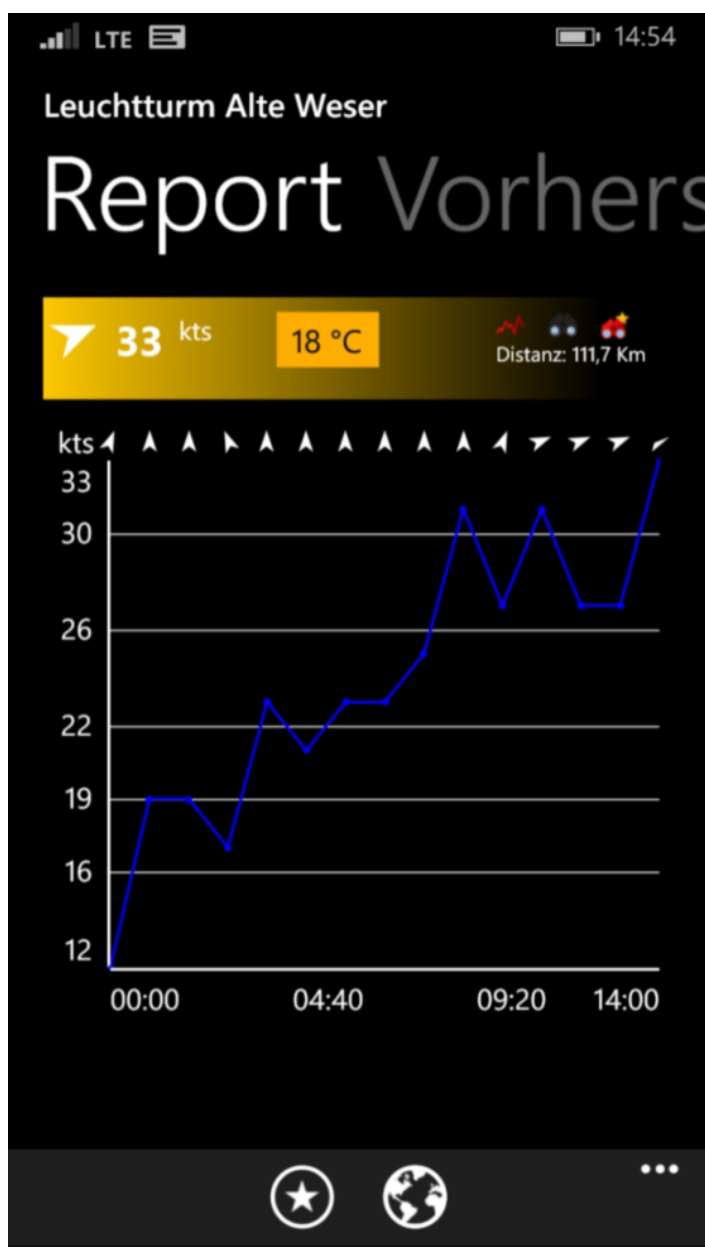 LTE 14:54
Leuchtturm Alte Weser
Report Vorhers
33 kts 18 °C
Distanz: 111,7 Km
kts
33
30
26
22
19
16
12
00:00 04:40 09:20 14:00